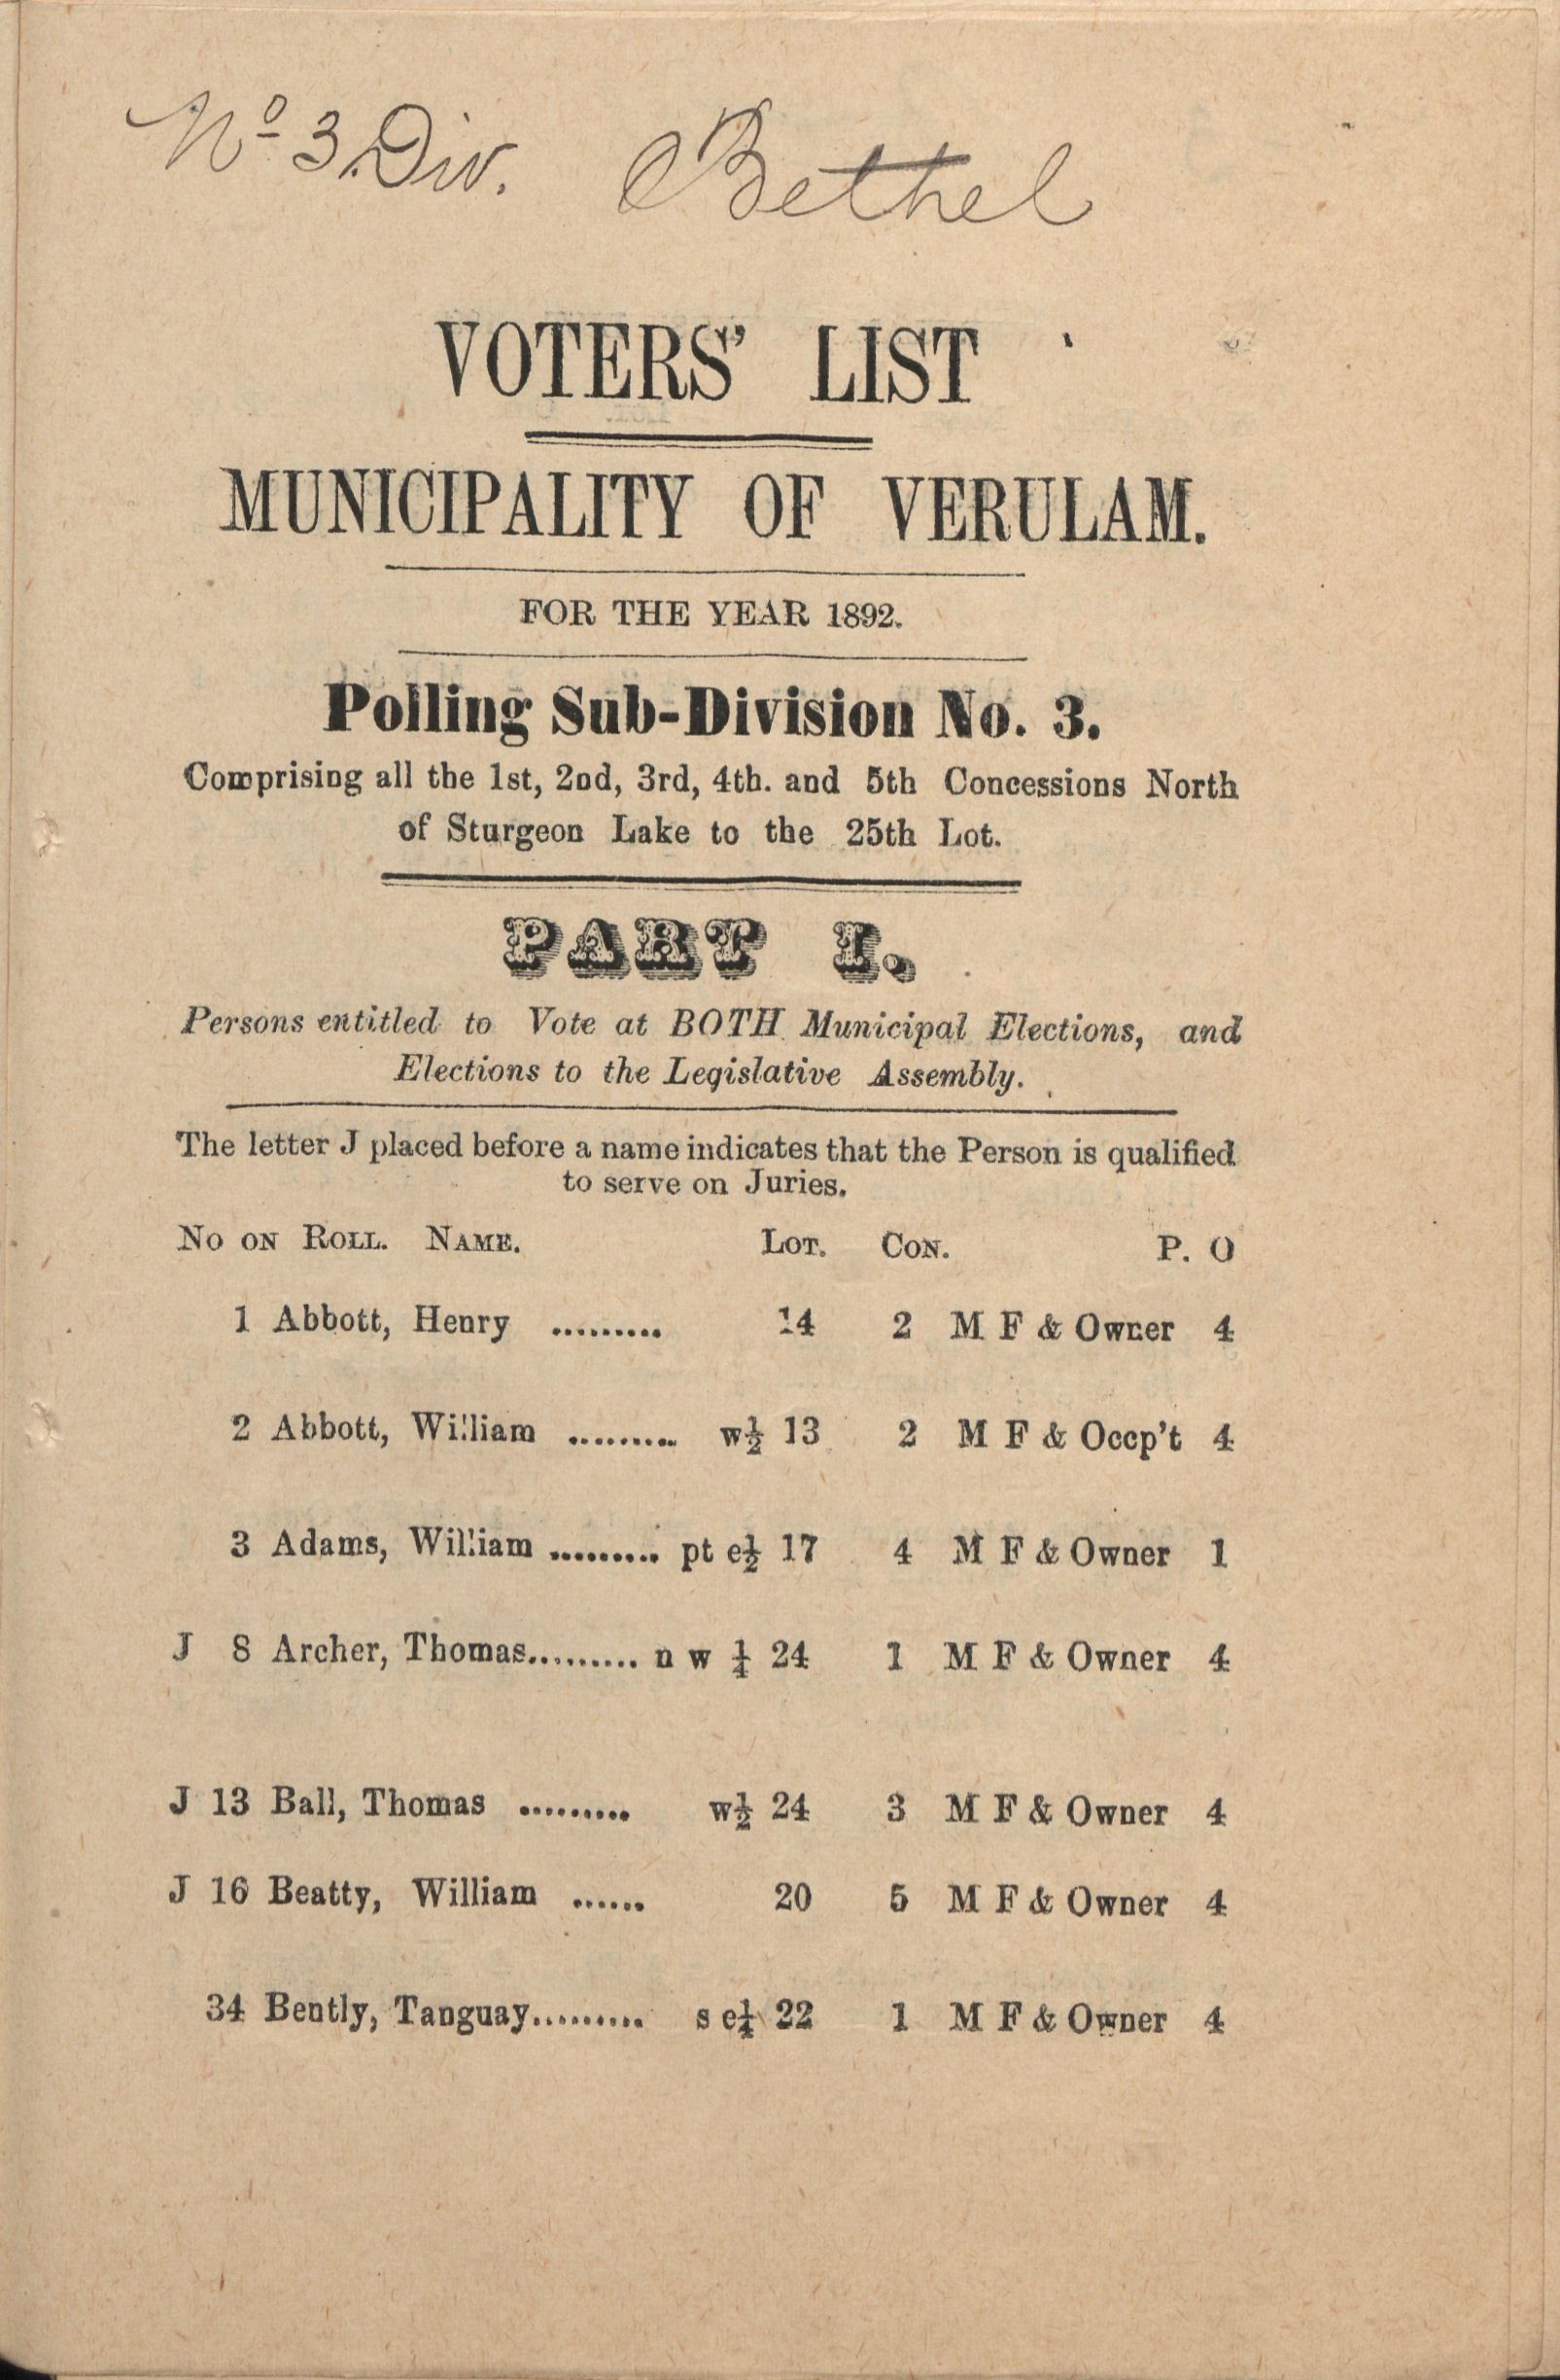 No 3 Div. Bethel
VOTERS' LIST
MUNICIPALITY OF VERULAM.
FOR THE YEAR 1892.
Polling Sub-Division No. 3.
Comprising all the 1st, 2nd, 3rd, 4th. and 5th Concessions North
of Sturgeon Lake to the 25th Lot.
PART I.
Persons entitled to Vote at BOTH Municipal Elections, and
Elections to the Legislative Assembly.
The letter J placed before a name indicates that the Person is qualified
to serve on Juries.
NO ON ROLL. NAME. LOT. CON. P. O
1 Abbott, Henry ......... 14 2 M F & Owner 4
2 Abbott, William ......... w½ 13 2 M F & Occp't 4
3 Adams, William ......... pt e½ 17 4 M F & Owner 1
J 8 Archer, Thomas.......... n w ¼ 24 1 M F & Owner 4
J 13 Ball, Thomas ......... w½ 24 3 M F & Owner 4
J 16 Beatty, William ...... 20 5 M F & Owner 4
34 Bently, Tanguay......... s e¼ 22 1 M F & Owner 4